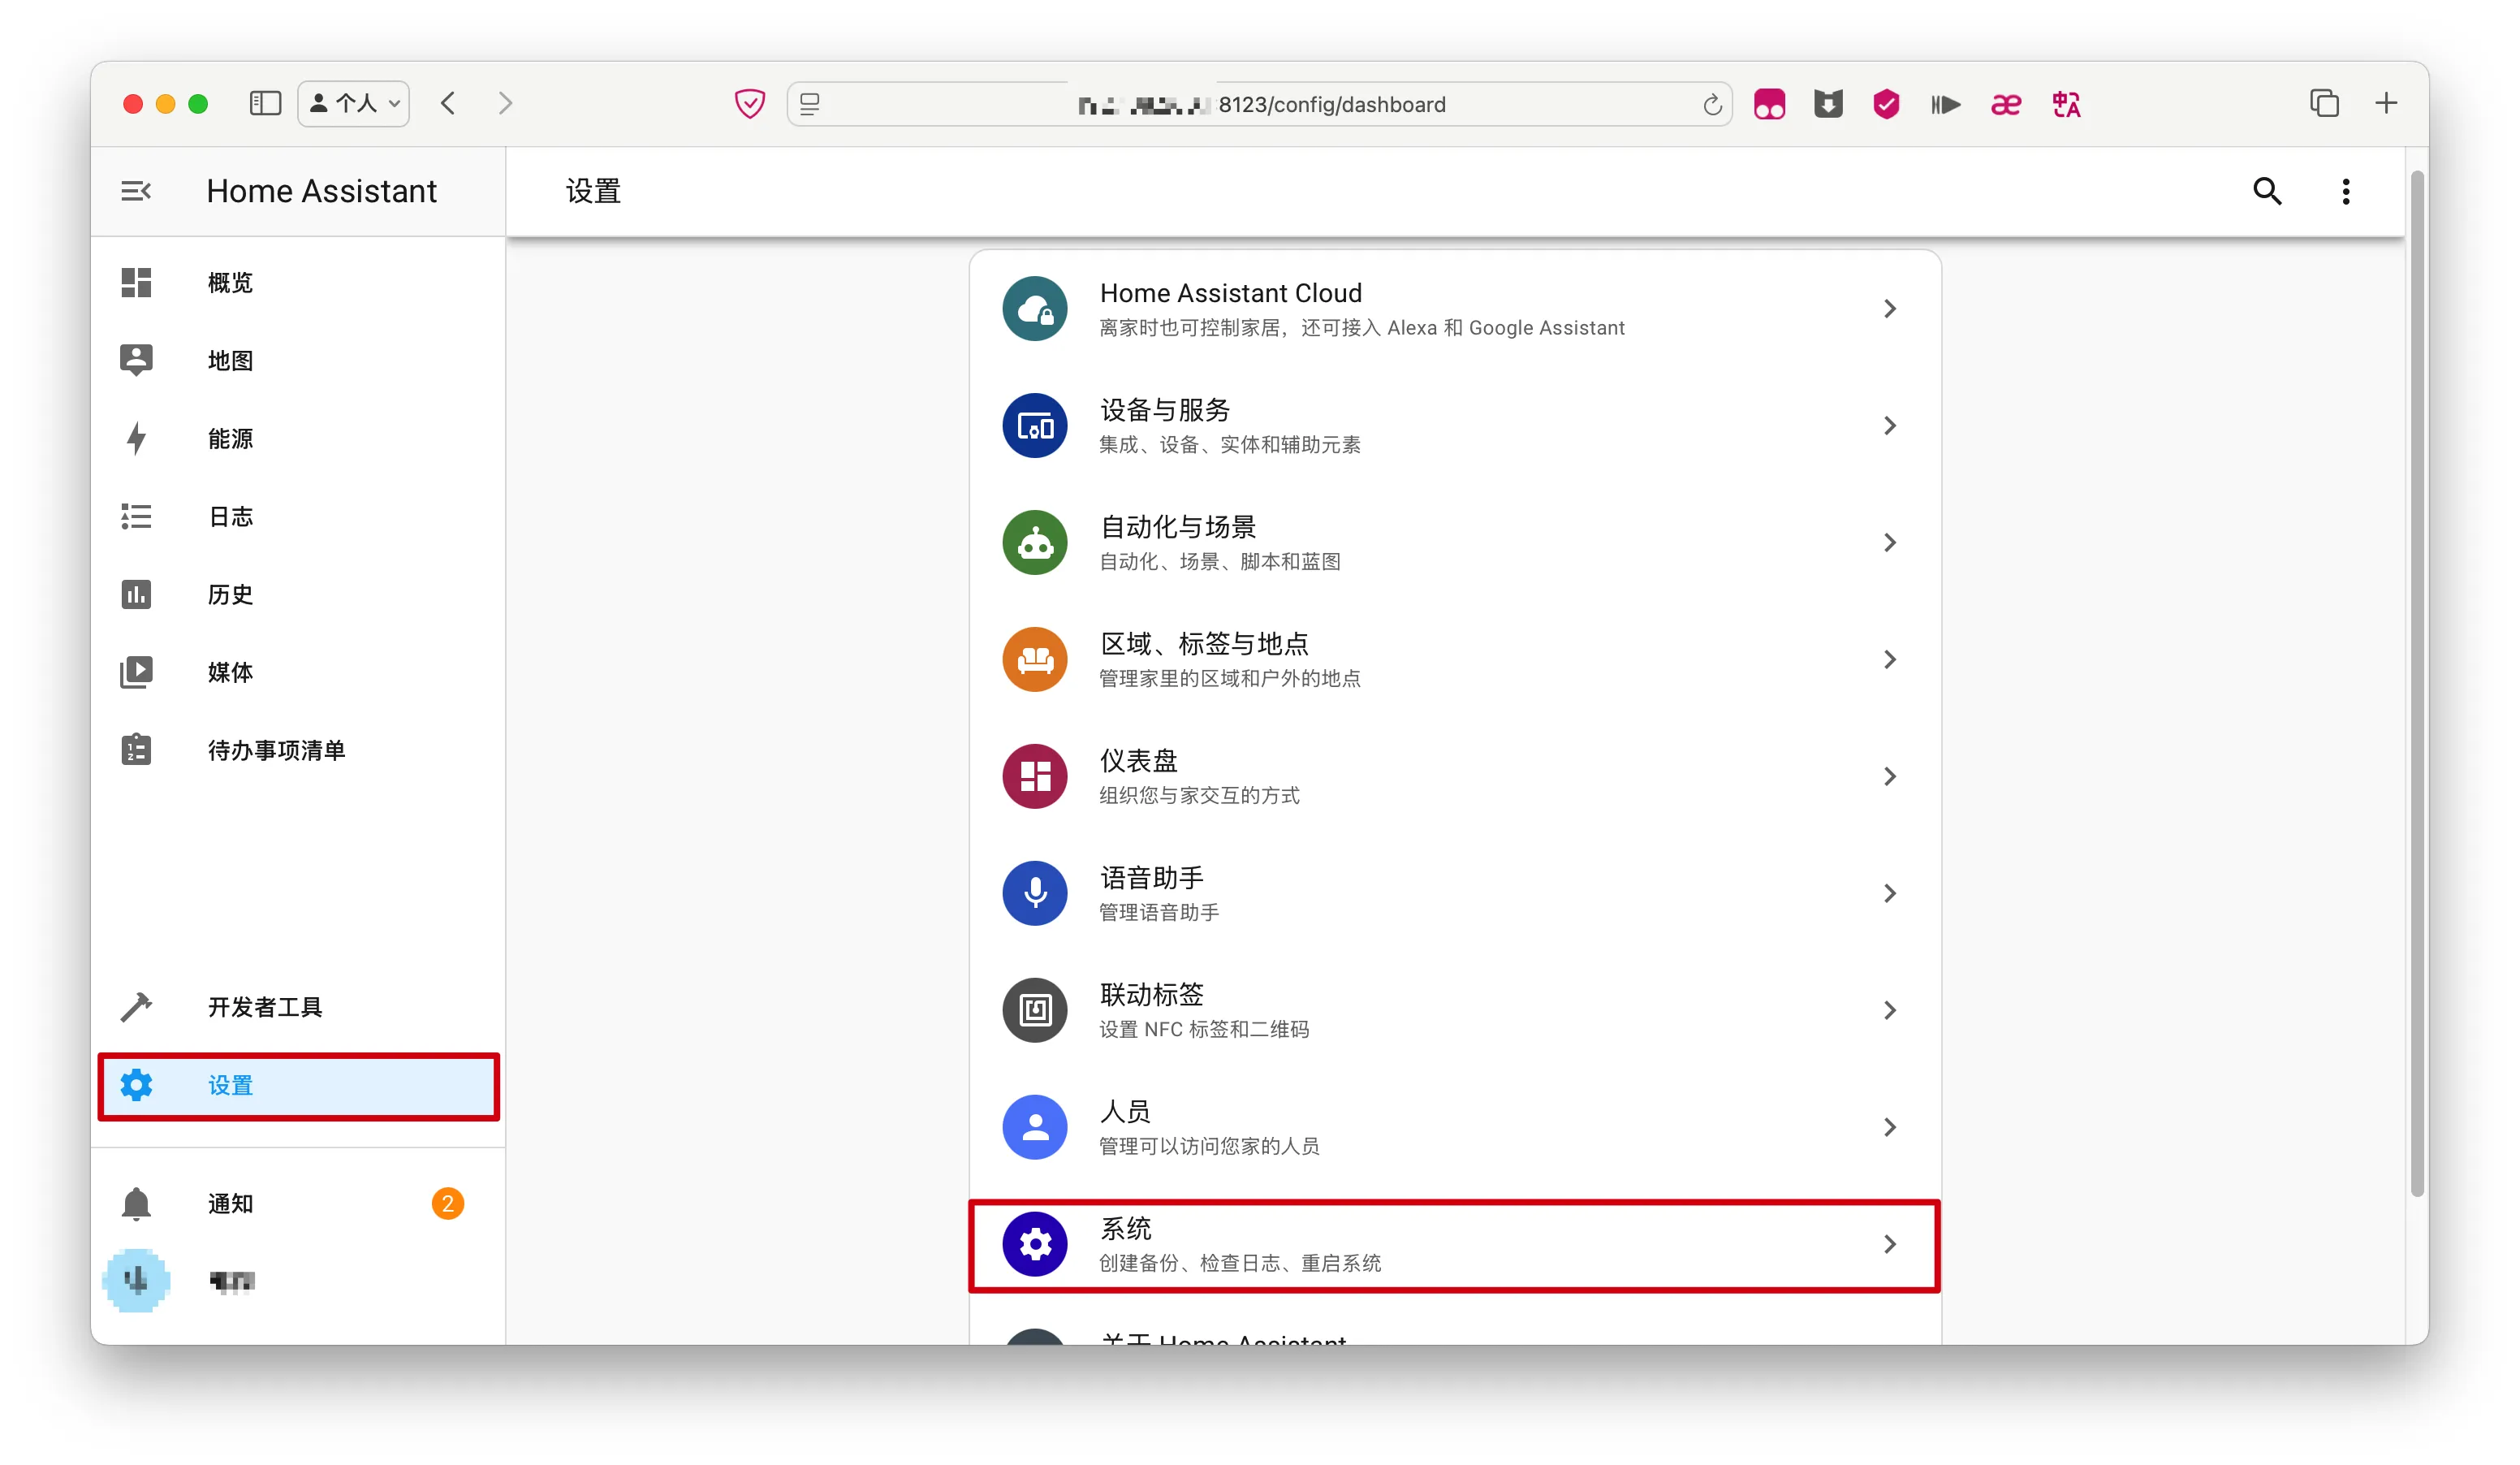 个人
8123/config/dashboard
Home Assistant
设置
概览
地图
能源
日志
历史
媒体
待办事项清单
开发者工具
设置
通知
2
Home Assistant Cloud
离家时也可控制家居，还可接入 Alexa 和 Google Assistant
设备与服务
集成、设备、实体和辅助元素
自动化与场景
自动化、场景、脚本和蓝图
区域、标签与地点
管理家里的区域和户外的地点
仪表盘
组织您与家交互的方式
语音助手
管理语音助手
联动标签
设置 NFC 标签和二维码
人员
管理可以访问您家的人员
系统
创建备份、检查日志、重启系统
关于 Home Assistant